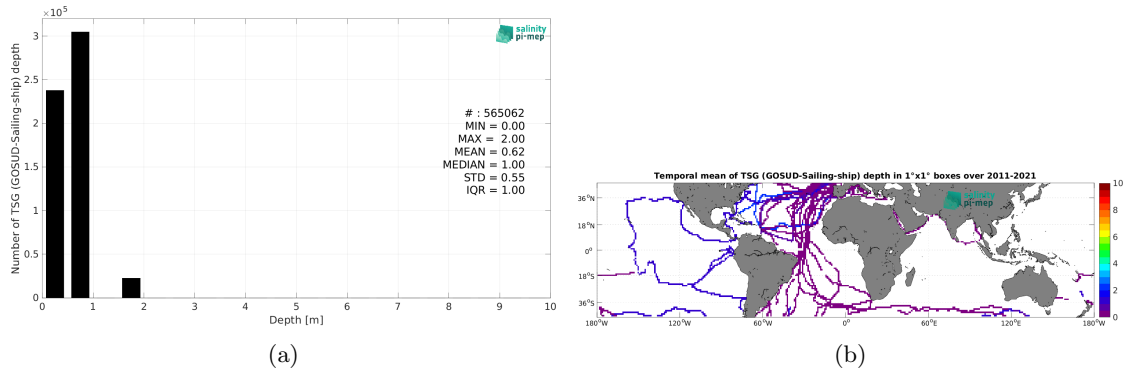 ×10⁵
3
2.5
2
1.5
1
0.5
0
Number of TSG (GOSUD-Sailing-ship) depth
salinity
pi-mep
# : 565062
MIN = 0.00
MAX = 2.00
MEAN = 0.62
MEDIAN = 1.00
STD = 0.55
IQR = 1.00
0 1 2 3 4 5 6 7 8 9 10
Depth [m]
(a)
Temporal mean of TSG (GOSUD-Sailing-ship) depth in 1°x1° boxes over 2011-2021
salinity
pi-mep
36°N
18°N
0°
18°S
36°S
180°W 120°W 60°W 0° 60°E 120°E 180°W
10
8
6
4
2
0
(b)